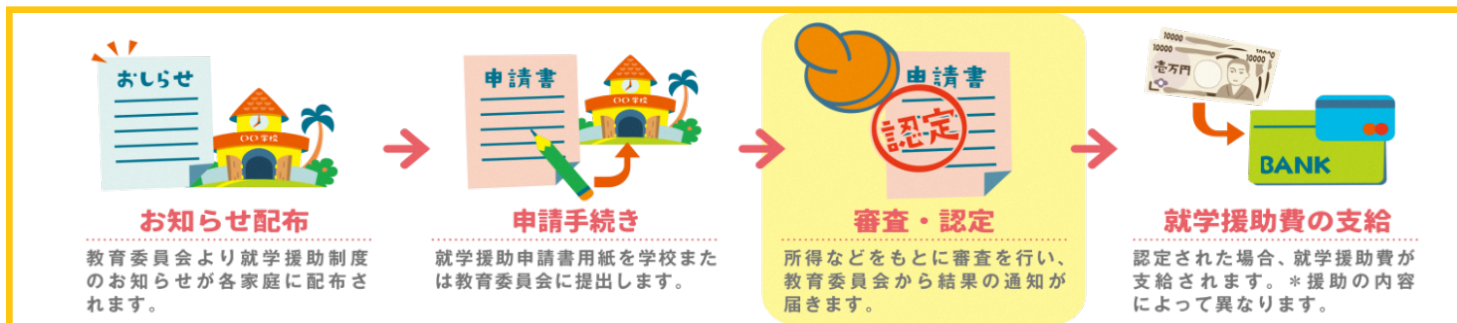 おしらせ
〇〇学校
お知らせ配布
教育委員会より就学援助制度
のお知らせが各家庭に配布さ
れます。
申請書
〇〇学校
申請手続き
就学援助申請書用紙を学校また
は教育委員会に提出します。
申請書
認定
審査・認定
所得などをもとに審査を行い、
教育委員会から結果の通知が
届きます。
10000
10000
10000
10000
壱万円
BANK
就学援助費の支給
認定された場合、就学援助費が
支給されます。＊援助の内容
によって異なります。